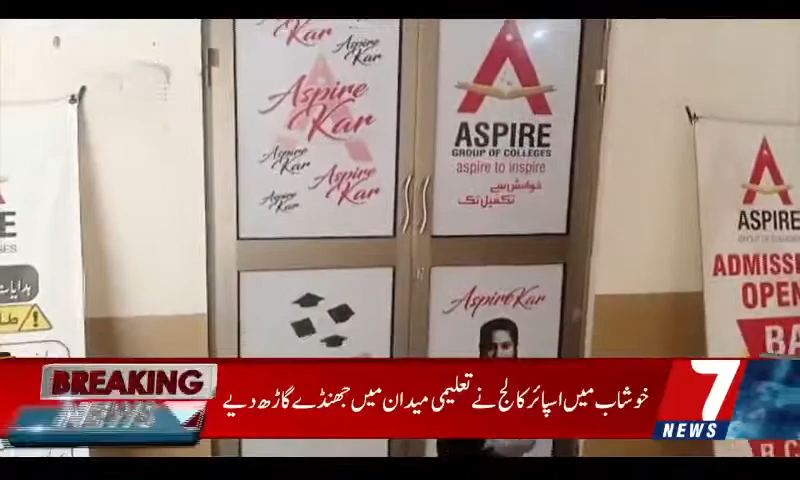 Kar
Aspire
Kar
Aspire
Kar
Aspire
Kar
Aspire
Kar
Aspire
Kar
ASPIRE
GROUP OF COLLEGES
aspire to inspire
خواہش سے
تکمیل تک
Aspire Kar
ہدایات
ASPIRE
ADMISS
OPEN
BA
BREAKING
NEWS
خوشاب میں اسپائر کالج نے تعلیمی میدان میں جھنڈے گاڑھ دیے
7
NEWS